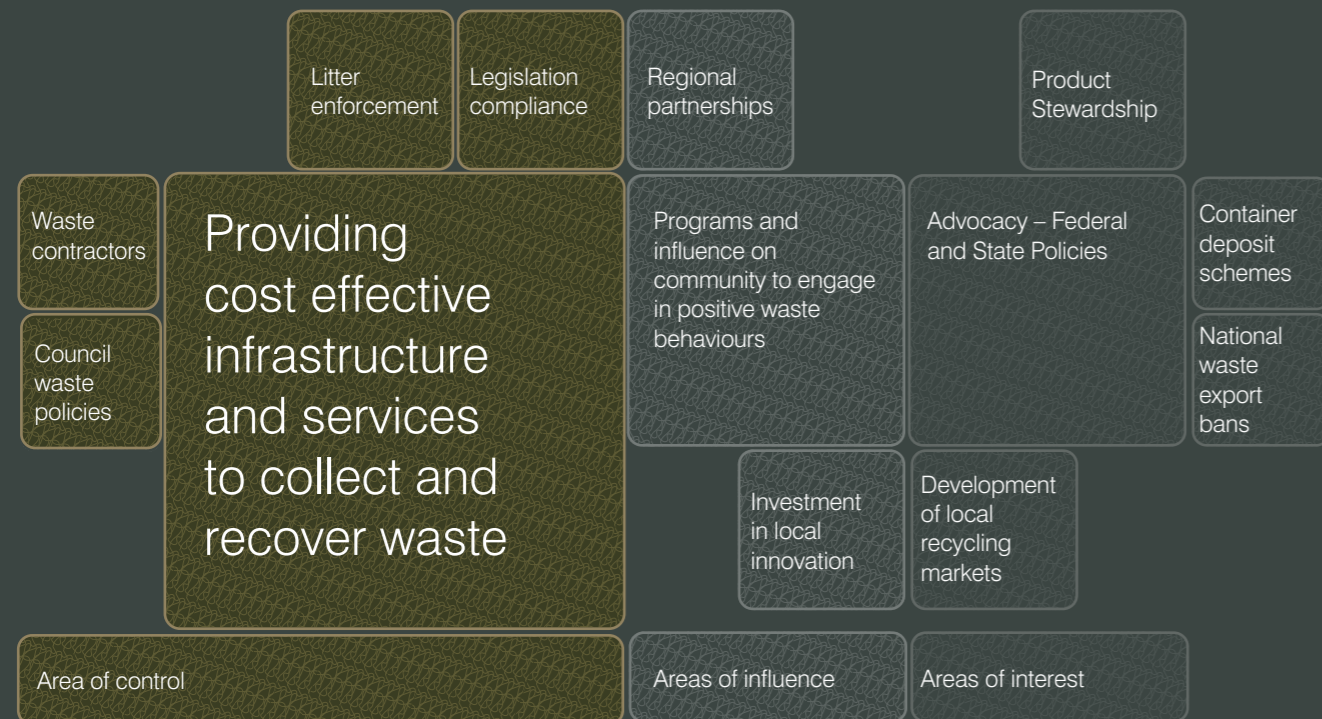 Litter
enforcement
Legislation
compliance
Regional
partnerships
Product
Stewardship
Waste
contractors
Council
waste
policies
Providing
cost effective
infrastructure
and services
to collect and
recover waste
Programs and
influence on
community to engage
in positive waste
behaviours
Advocacy – Federal
and State Policies
Container
deposit
schemes
National
waste
export
bans
Investment
in local
innovation
Development
of local
recycling
markets
Area of control
Areas of influence
Areas of interest